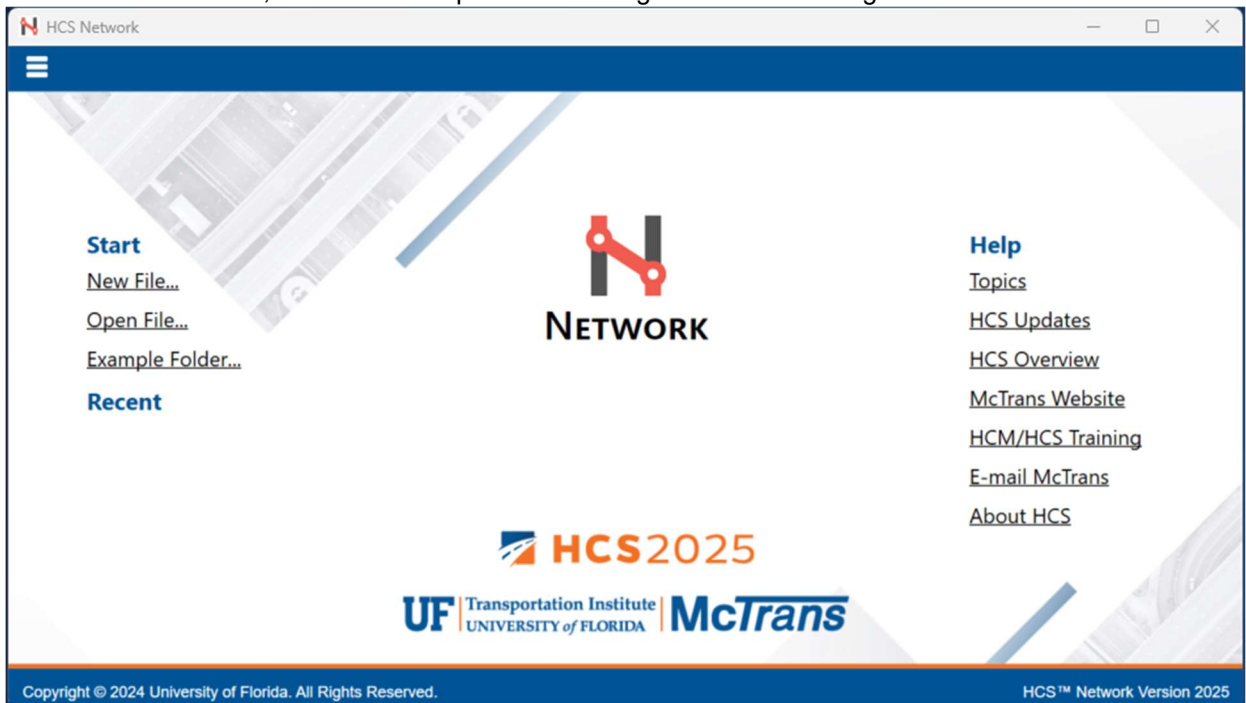 HCS Network
Start
New File...
Open File...
Example Folder...
Recent
NETWORK
Help
Topics
HCS Updates
HCS Overview
McTrans Website
HCM/HCS Training
E-mail McTrans
About HCS
HCS2025
UF Transportation Institute McTrans
UNIVERSITY of FLORIDA
Copyright © 2024 University of Florida. All Rights Reserved.
HCS™ Network Version 2025